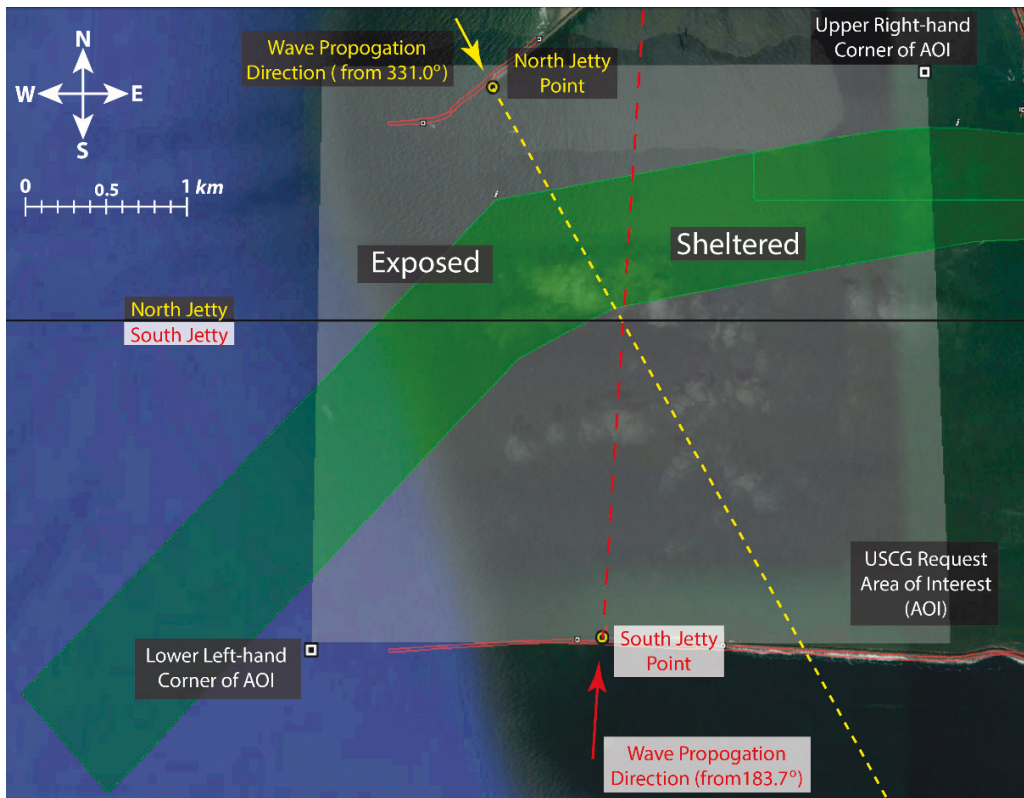 N
W
E
S
0
0.5
1 km
Wave Propogation
Direction ( from 331.0°)
North Jetty
Point
Upper Right-hand
Corner of AOI
Exposed
Sheltered
North Jetty
South Jetty
USCG Request
Area of Interest
(AOI)
Lower Left-hand
Corner of AOI
South Jetty
Point
Wave Propogation
Direction (from183.7°)